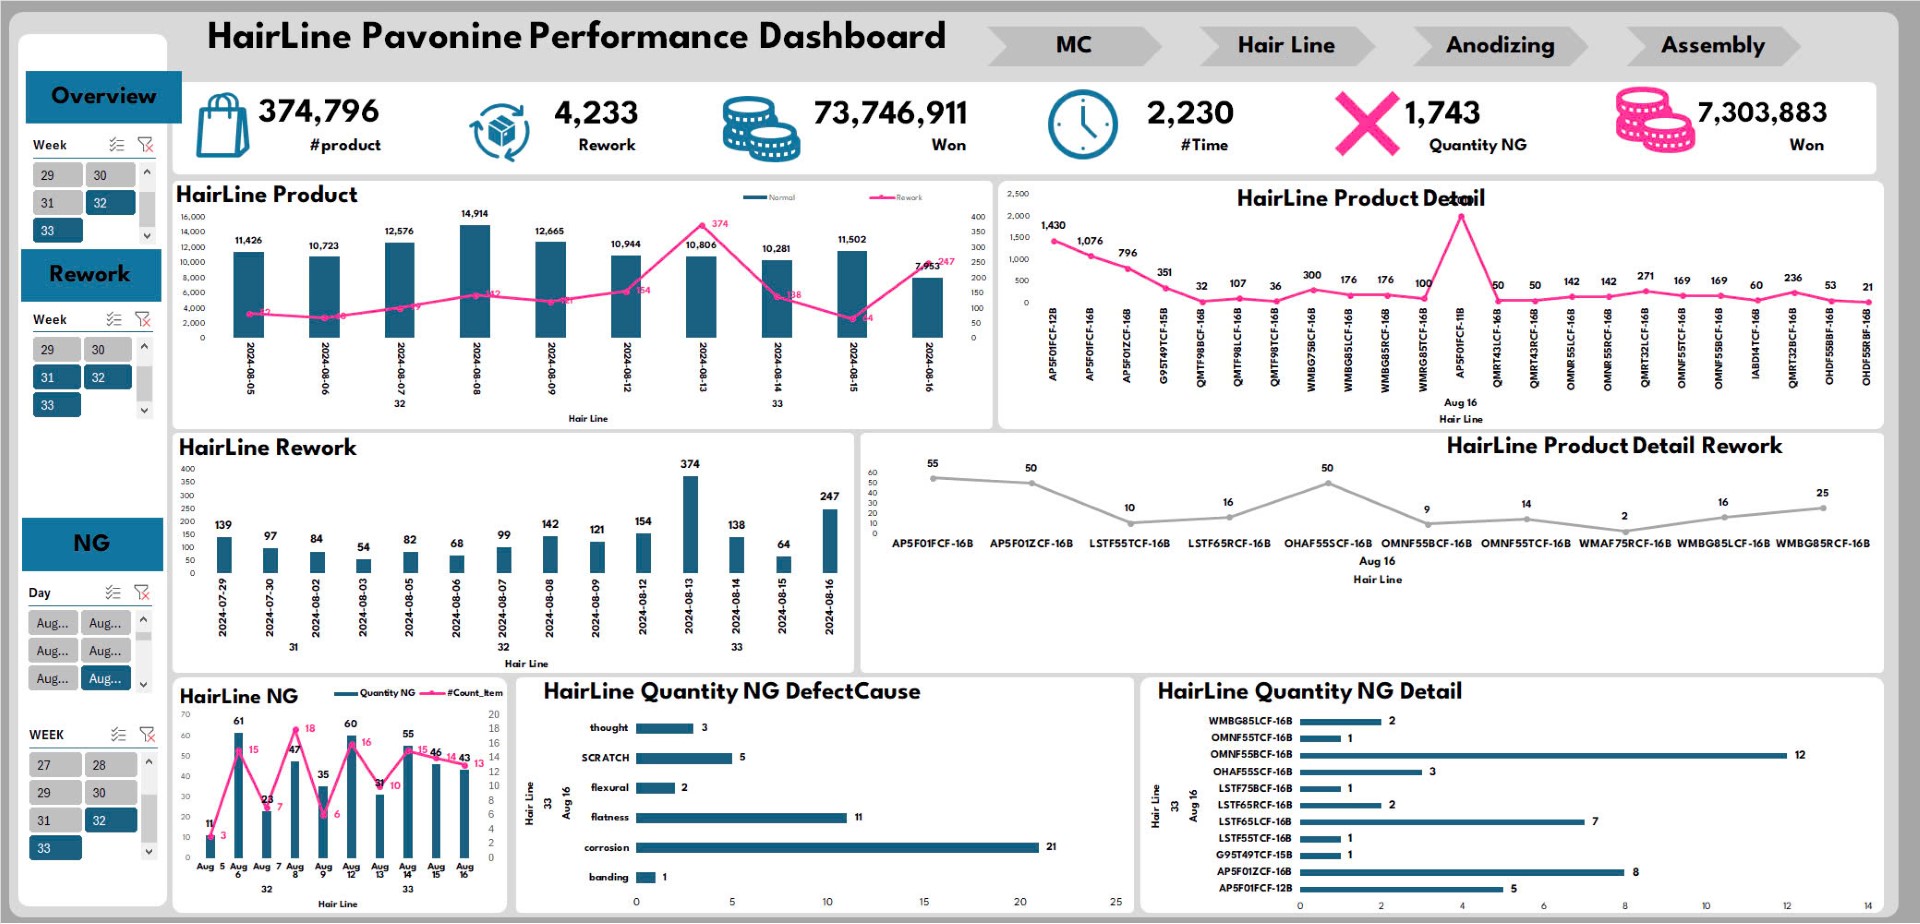 HairLine Pavonine Performance Dashboard
MC
Hair Line
Anodizing
Assembly
Overview
374,796
#product
4,233
Rework
73,746,911
Won
2,230
#Time
1,743
Quantity NG
7,303,883
Won
Week
29 30
31 32
33
Rework
Week
29 30
31 32
33
NG
Day
Aug... Aug...
Aug... Aug...
Aug... Aug...
WEEK
27 28
29 30
31 32
33
HairLine Product
Normal Rework
16,000
14,000
12,000
10,000
8,000
6,000
4,000
2,000
0
11,426 10,723 12,576 14,914 12,665 10,944 10,806 10,281 11,502 7,953
142 154 374 138 64 247
400
350
300
250
200
150
100
50
0
2024-08-05 2024-08-06 2024-08-07 2024-08-08 2024-08-09 2024-08-12 2024-08-13 2024-08-14 2024-08-15 2024-08-16
32 33
Hair Line
HairLine Product Detail
2,500
2,000
1,500
1,000
500
0
1,430 1,076 796 351 32 107 36 300 176 176 100 50 50 142 142 271 169 169 60 236 53 21
AP5F01FCF-12B AP5F01FCF-16B AP5F01ZCF-16B G95T49TCF-15B QMTF98BCF-16B QMTF98LCF-16B QMTF98TCF-16B WMBG75BCF-16B WMBG85LCF-16B WMBG85RCF-16B WMRG85TCF-16B AP5F01FCF-11B QMRT43LCF-16B QMRT43RCF-16B OMNF55LCF-16B OMNF55RCF-16B QMRT32LCF-16B OMNF55TCF-16B OMNF55BCF-16B IABD14TCF-16B QMRT32BCF-16B OHDF55BBF-16B OHDF55RBF-16B
Aug 16
Hair Line
HairLine Rework
400
350
300
250
200
150
100
50
0
139 97 84 54 82 68 99 142 121 154 374 138 64 247
2024-07-29 2024-07-30 2024-08-02 2024-08-03 2024-08-05 2024-08-06 2024-08-07 2024-08-08 2024-08-09 2024-08-12 2024-08-13 2024-08-14 2024-08-15 2024-08-16
31 32 33
Hair Line
HairLine Product Detail Rework
60
50
40
30
20
10
0
55 50 10 16 50 9 14 2 16 25
AP5F01FCF-16B AP5F01ZCF-16B LSTF55TCF-16B LSTF65RCF-16B OHAF55SCF-16B OMNF55BCF-16B OMNF55TCF-16B WMAF75RCF-16B WMBG85LCF-16B WMBG85RCF-16B
Aug 16
Hair Line
HairLine NG
Quantity NG #Count_Item
70
60
50
40
30
20
10
0
11 61 23 47 35 60 31 55 46 43
3 15 7 18 6 16 10 15 14 13
20
18
16
14
12
10
8
6
4
2
0
Aug 5 Aug 6 Aug 7 Aug 8 Aug 9 Aug 12 Aug 13 Aug 14 Aug 15 Aug 16
32 33
Hair Line
HairLine Quantity NG DefectCause
Hair Line
33
Aug 16
thought 3
SCRATCH 5
flexural 2
flatness 11
corrosion 21
banding 1
0 5 10 15 20 25
HairLine Quantity NG Detail
Hair Line
33
Aug 16
WMBG85LCF-16B 2
OMNF55TCF-16B 1
OMNF55BCF-16B 12
OHAF55SCF-16B 3
LSTF75BCF-16B 1
LSTF65RCF-16B 2
LSTF65LCF-16B 7
LSTF55TCF-16B 1
G95T49TCF-15B 1
AP5F01ZCF-16B 8
AP5F01FCF-12B 5
0 2 4 6 8 10 12 14